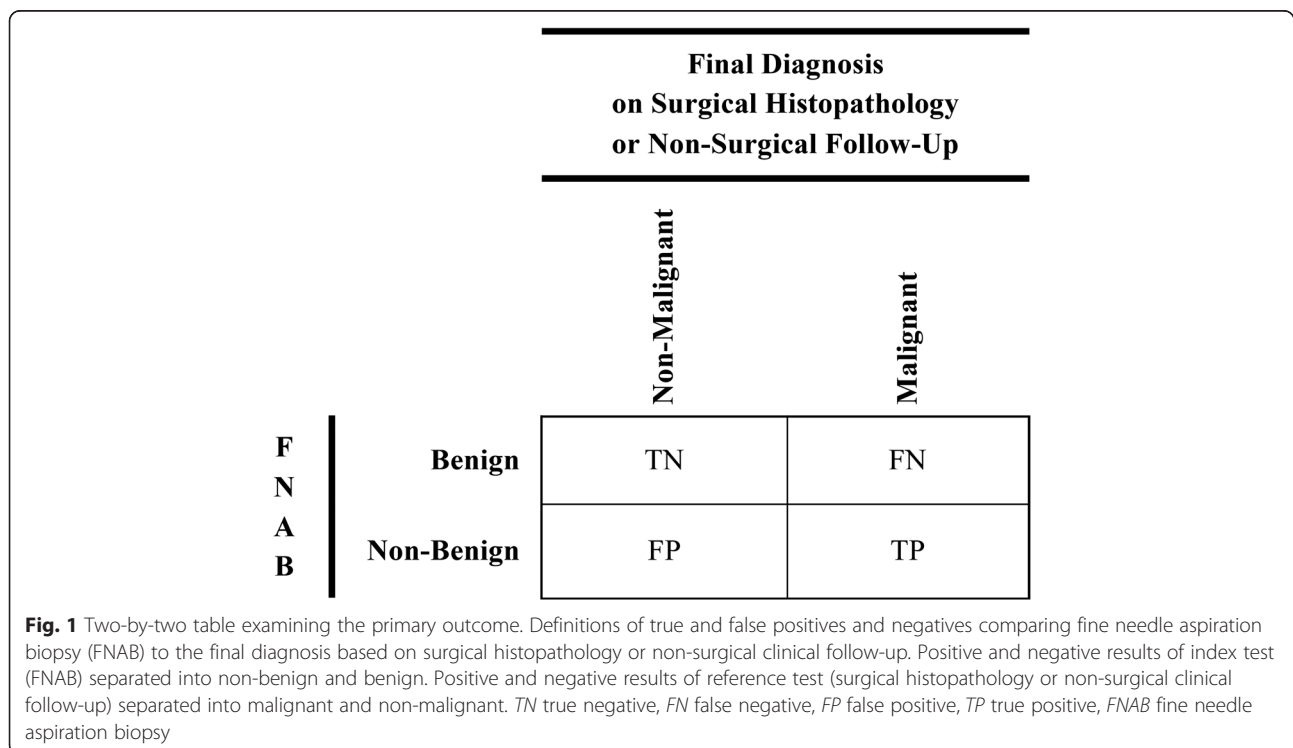 Final Diagnosis
on Surgical Histopathology
or Non-Surgical Follow-Up
Non-Malignant
Malignant
F
N
A
B
Benign
TN
FN
Non-Benign
FP
TP
Fig. 1 Two-by-two table examining the primary outcome. Definitions of true and false positives and negatives comparing fine needle aspiration
biopsy (FNAB) to the final diagnosis based on surgical histopathology or non-surgical clinical follow-up. Positive and negative results of index test
(FNAB) separated into non-benign and benign. Positive and negative results of reference test (surgical histopathology or non-surgical clinical
follow-up) separated into malignant and non-malignant. TN true negative, FN false negative, FP false positive, TP true positive, FNAB fine needle
aspiration biopsy